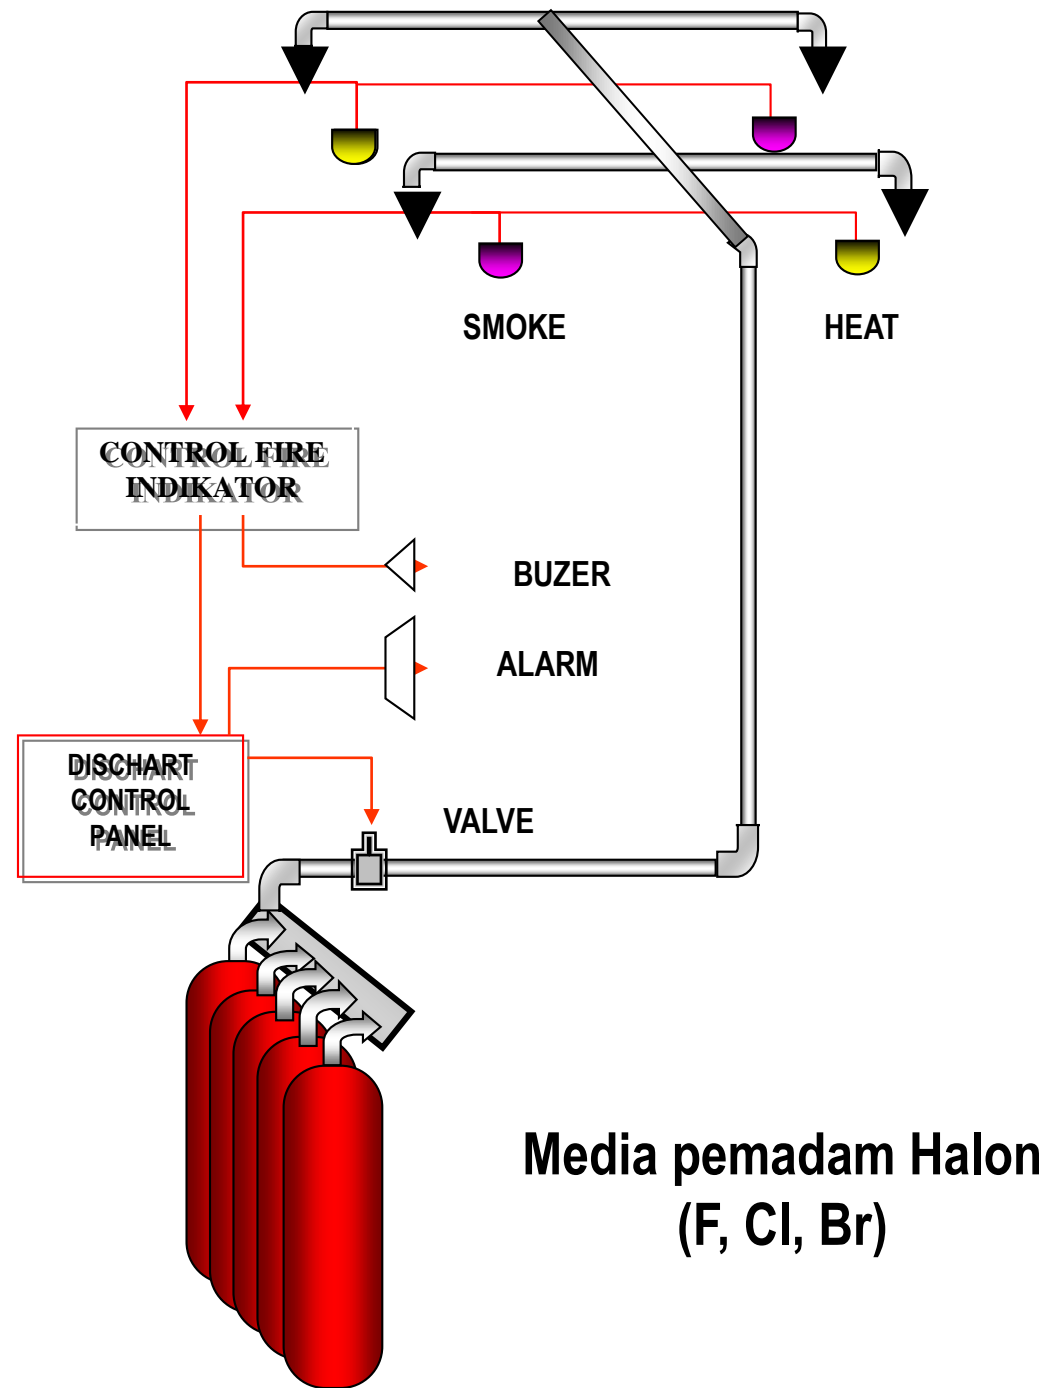 SMOKE
HEAT
CONTROL FIRE
INDIKATOR
BUZER
ALARM
DISCHART
CONTROL
PANEL
VALVE
Media pemadam Halon
(F, Cl, Br)